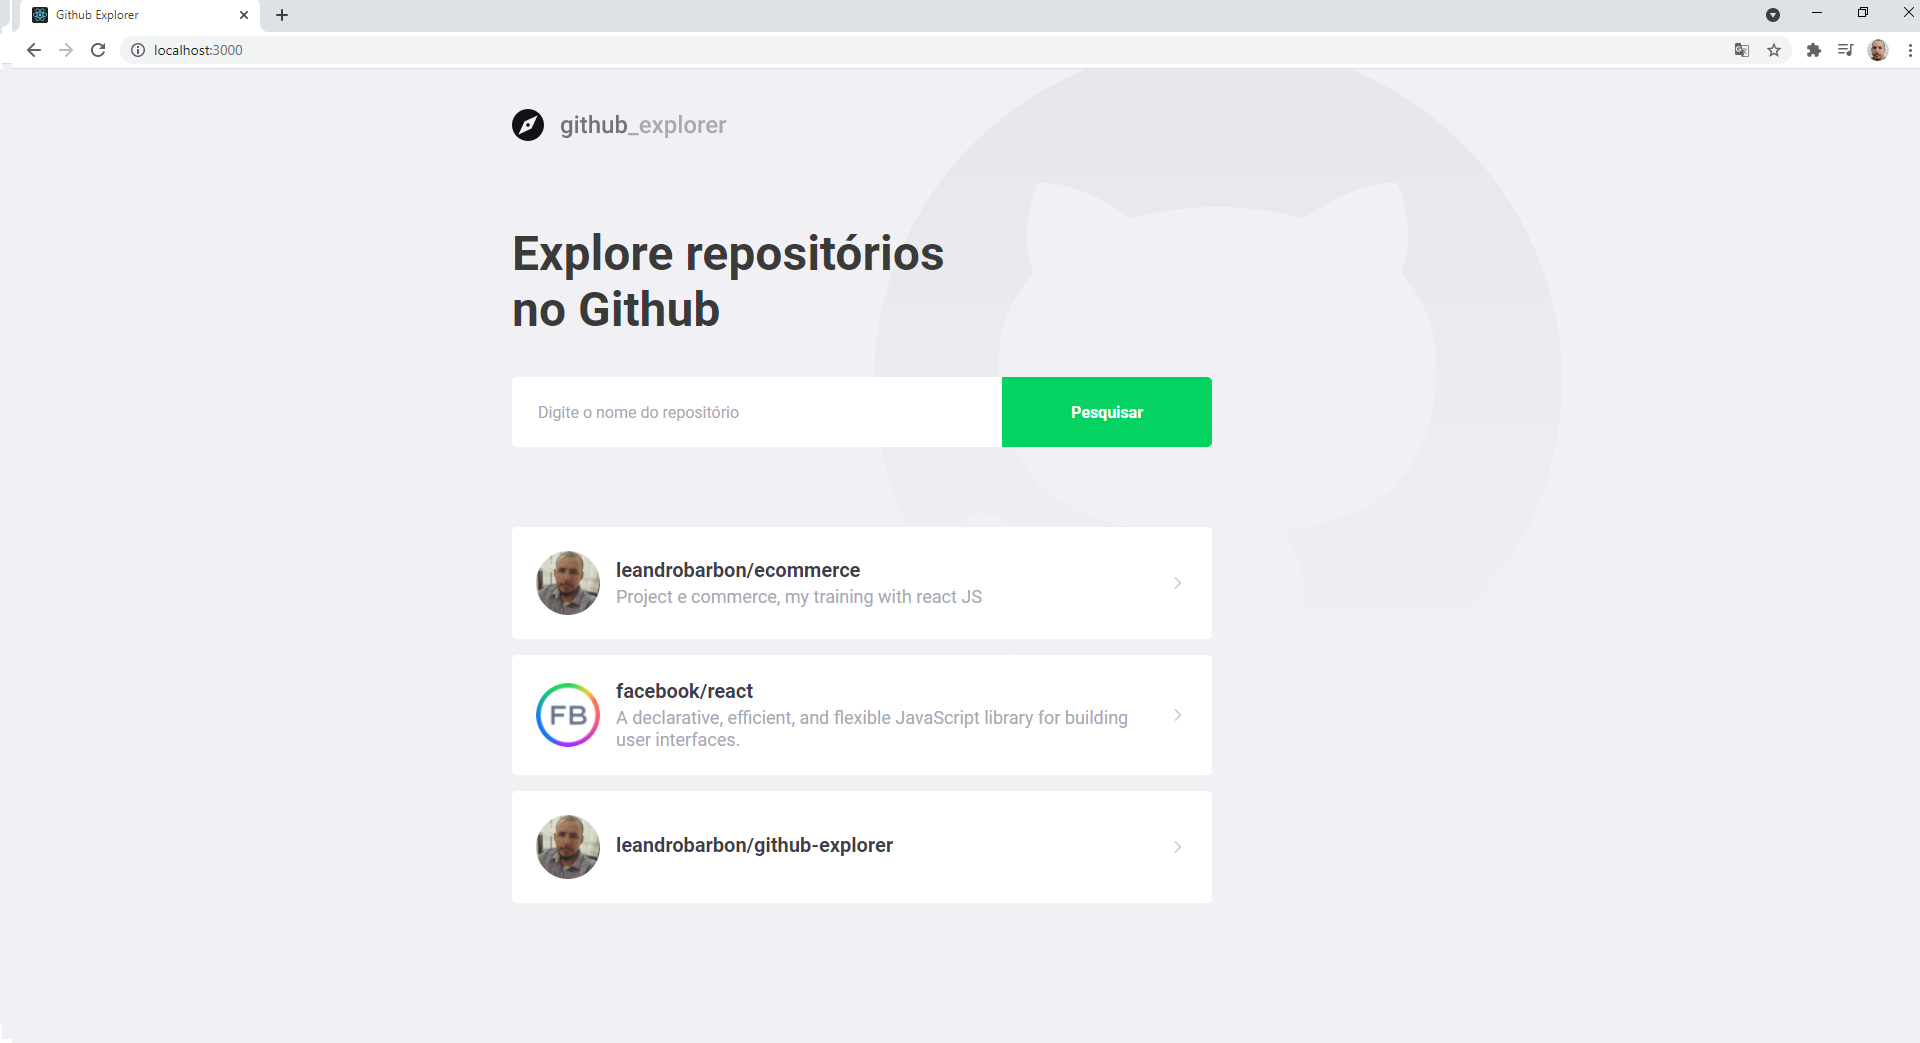 Github Explorer
localhost:3000
github_explorer
Explore repositórios
no Github
Digite o nome do repositório
Pesquisar
leandrobarbon/ecommerce
Project e commerce, my training with react JS
FB
facebook/react
A declarative, efficient, and flexible JavaScript library for building
user interfaces.
leandrobarbon/github-explorer